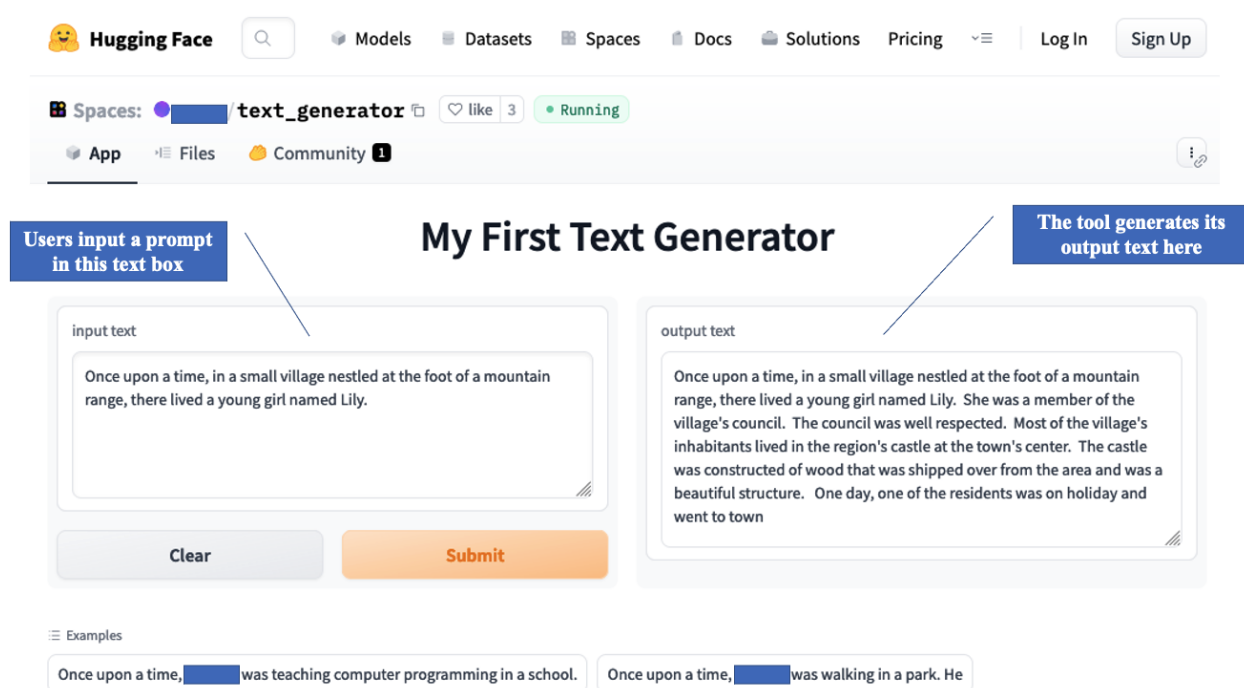 Hugging Face
Models
Datasets
Spaces
Docs
Solutions
Pricing
Log In
Sign Up
Spaces:
/text_generator
like 3
Running
App
Files
Community 1
Users input a prompt
in this text box
My First Text Generator
The tool generates its
output text here
input text
Once upon a time, in a small village nestled at the foot of a mountain
range, there lived a young girl named Lily.
Clear
Submit
output text
Once upon a time, in a small village nestled at the foot of a mountain
range, there lived a young girl named Lily. She was a member of the
village's council. The council was well respected. Most of the village's
inhabitants lived in the region's castle at the town's center. The castle
was constructed of wood that was shipped over from the area and was a
beautiful structure. One day, one of the residents was on holiday and
went to town
Examples
Once upon a time, was teaching computer programming in a school.
Once upon a time, was walking in a park. He